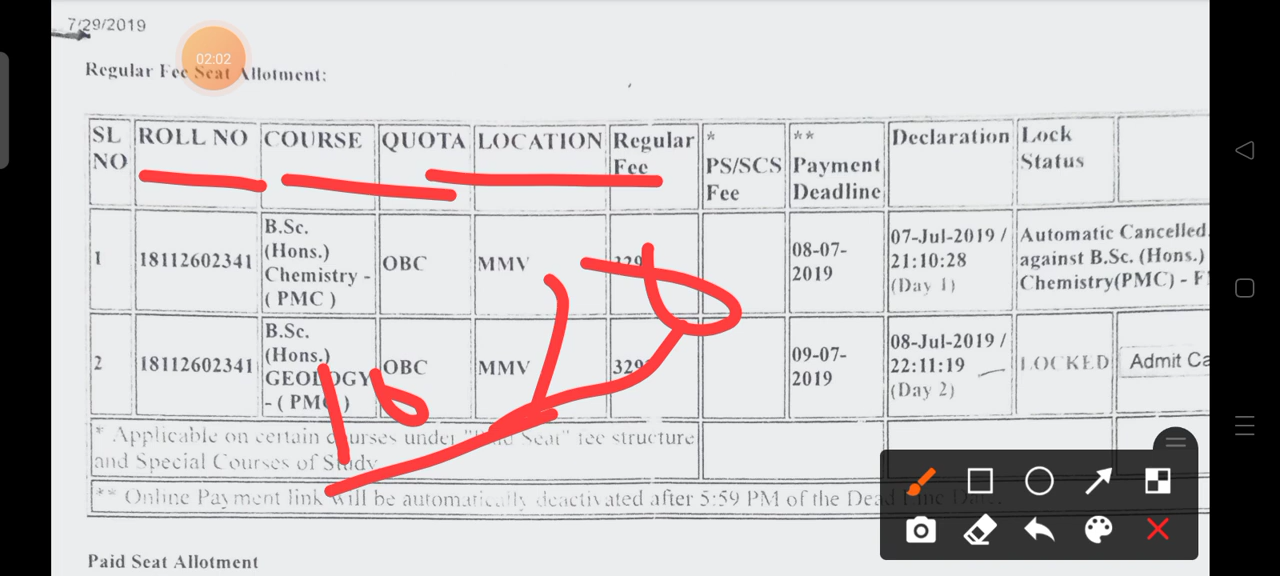 7/29/2019
02:02
Regular Fee Seat Allotment:
SL NO ROLL NO COURSE QUOTA LOCATION Regular Fee * PS/SCS Fee ** Payment Deadline Declaration Lock Status
1 18112602341 B.Sc. (Hons.) Chemistry - ( PMC ) OBC MMV 08-07-2019 07-Jul-2019 / 21:10:28 (Day 1) Automatic Cancelled. against B.Sc. (Hons.) Chemistry(PMC) -
2 18112602341 B.Sc. (Hons.) GEOLOGY - ( PMC ) OBC MMV 09-07-2019 08-Jul-2019 / 22:11:19 (Day 2) LOCKED Admit Ca
* Applicable on certain courses under "Paid Seat" fee structure
and Special Courses of Study
** Online Payment link will be automatically deactivated after 5:59 PM of the
Paid Seat Allotment